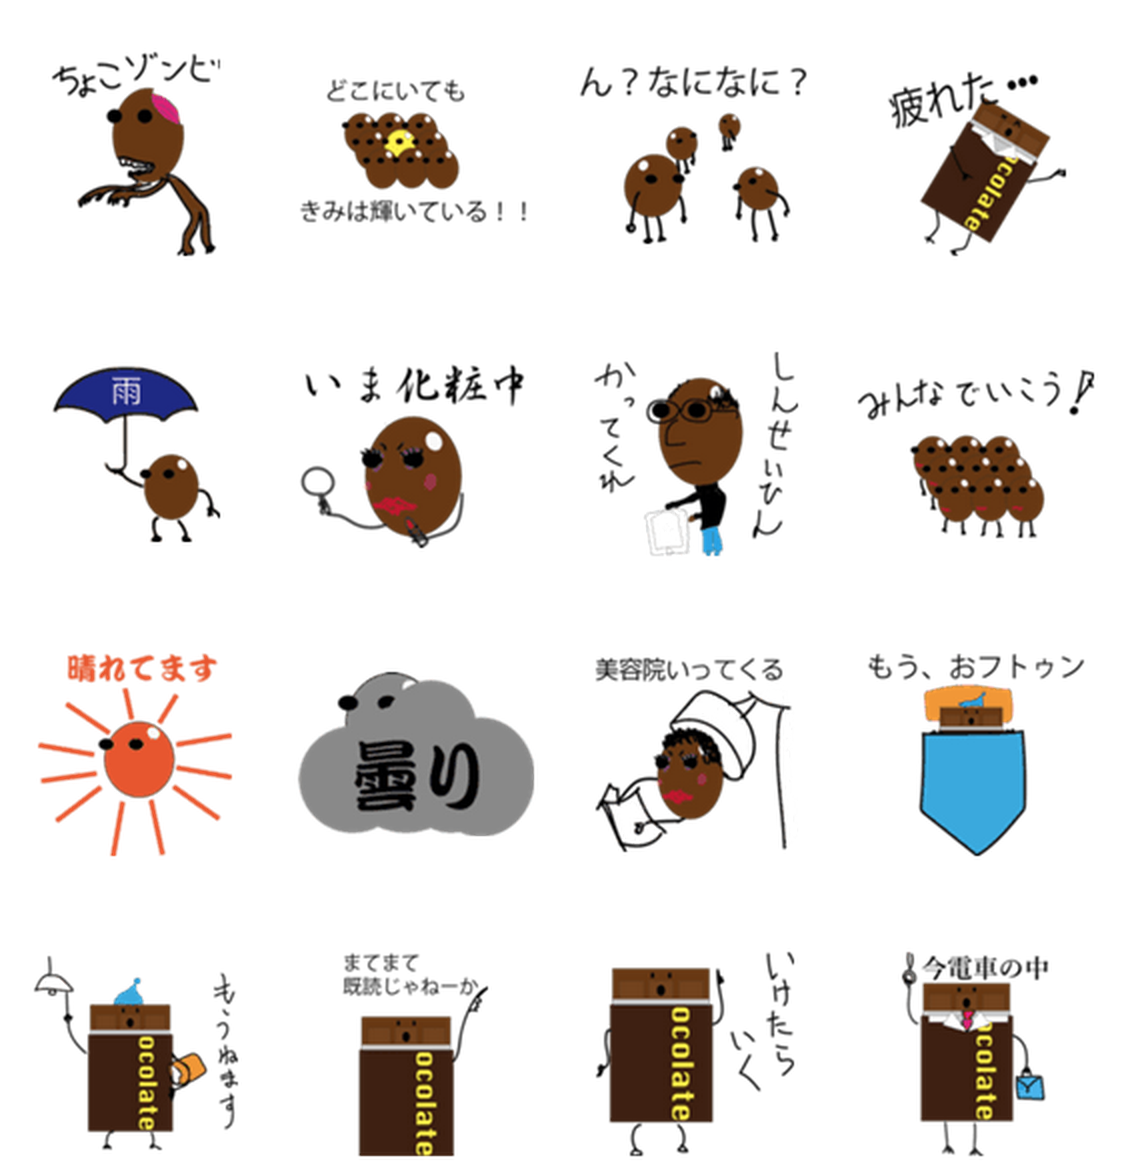 ちょこゾンビ
どこにいても
きみは輝いている！！
ん？なになに？
疲れた…
ocolate
雨
いま化粧中
しんせいひん
かってくれ
みんなでいこう！
晴れてます
曇り
美容院いってくる
もう、おフトゥン
もうねます
ocolate
まてまて
既読じゃねーか
ocolate
いけたら
いく
ocolate
今電車の中
ocolate